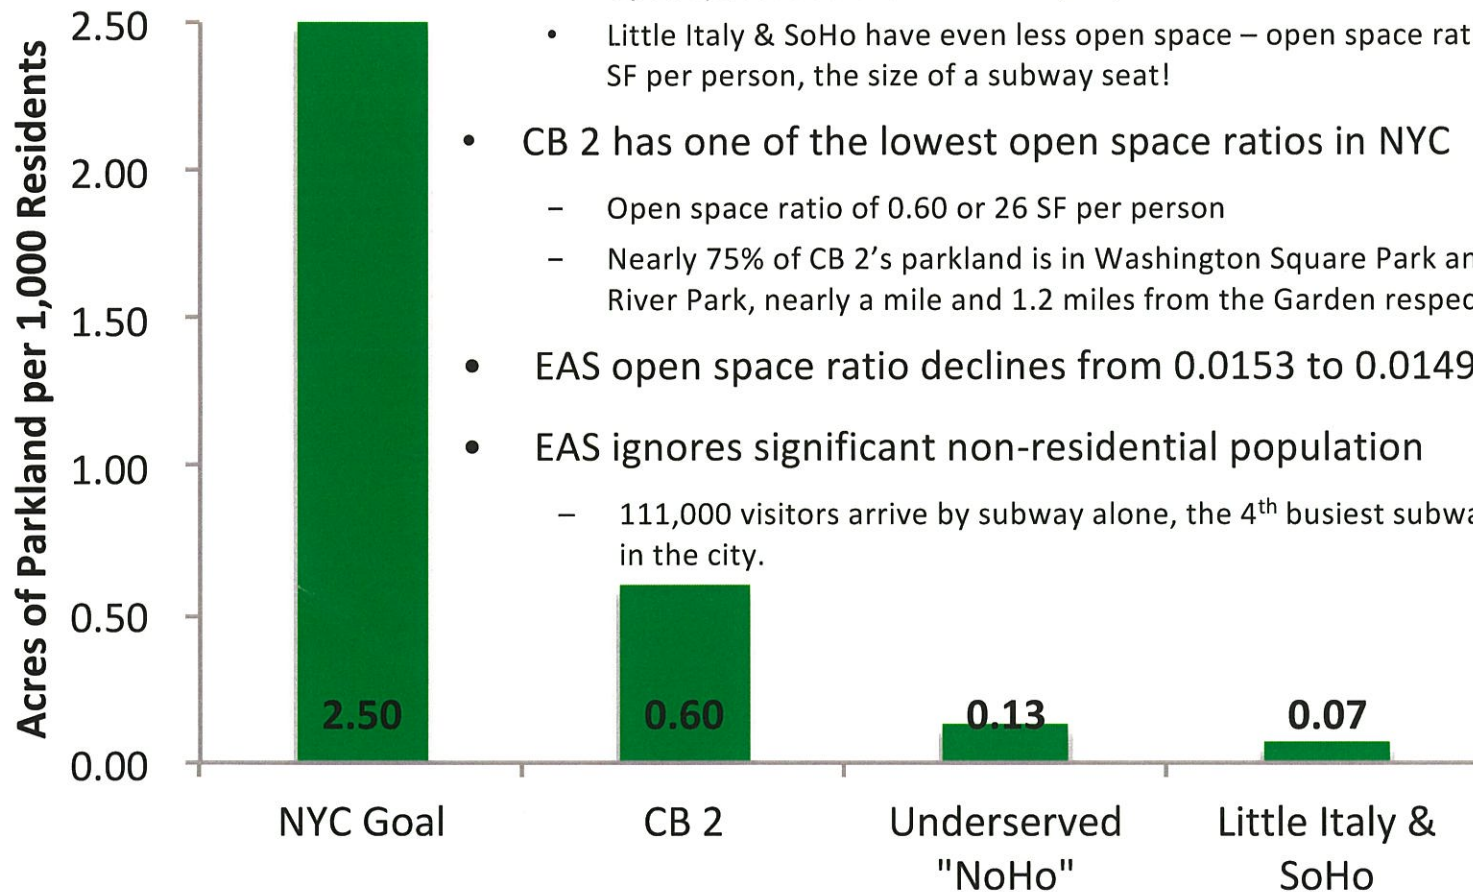 Acres of Parkland per 1,000 Residents
2.50
2.00
1.50
1.00
0.50
0.00
• Little Italy & SoHo have even less open space – open space
SF per person, the size of a subway seat!
• CB 2 has one of the lowest open space ratios in NYC
– Open space ratio of 0.60 or 26 SF per person
– Nearly 75% of CB 2's parkland is in Washington Square Park
River Park, nearly a mile and 1.2 miles from the Garden
• EAS open space ratio declines from 0.0153 to 0.0149
• EAS ignores significant non-residential population
– 111,000 visitors arrive by subway alone, the 4th busiest
in the city.
2.50
0.60
0.13
0.07
NYC Goal
CB 2
Underserved
"NoHo"
Little Italy &
SoHo